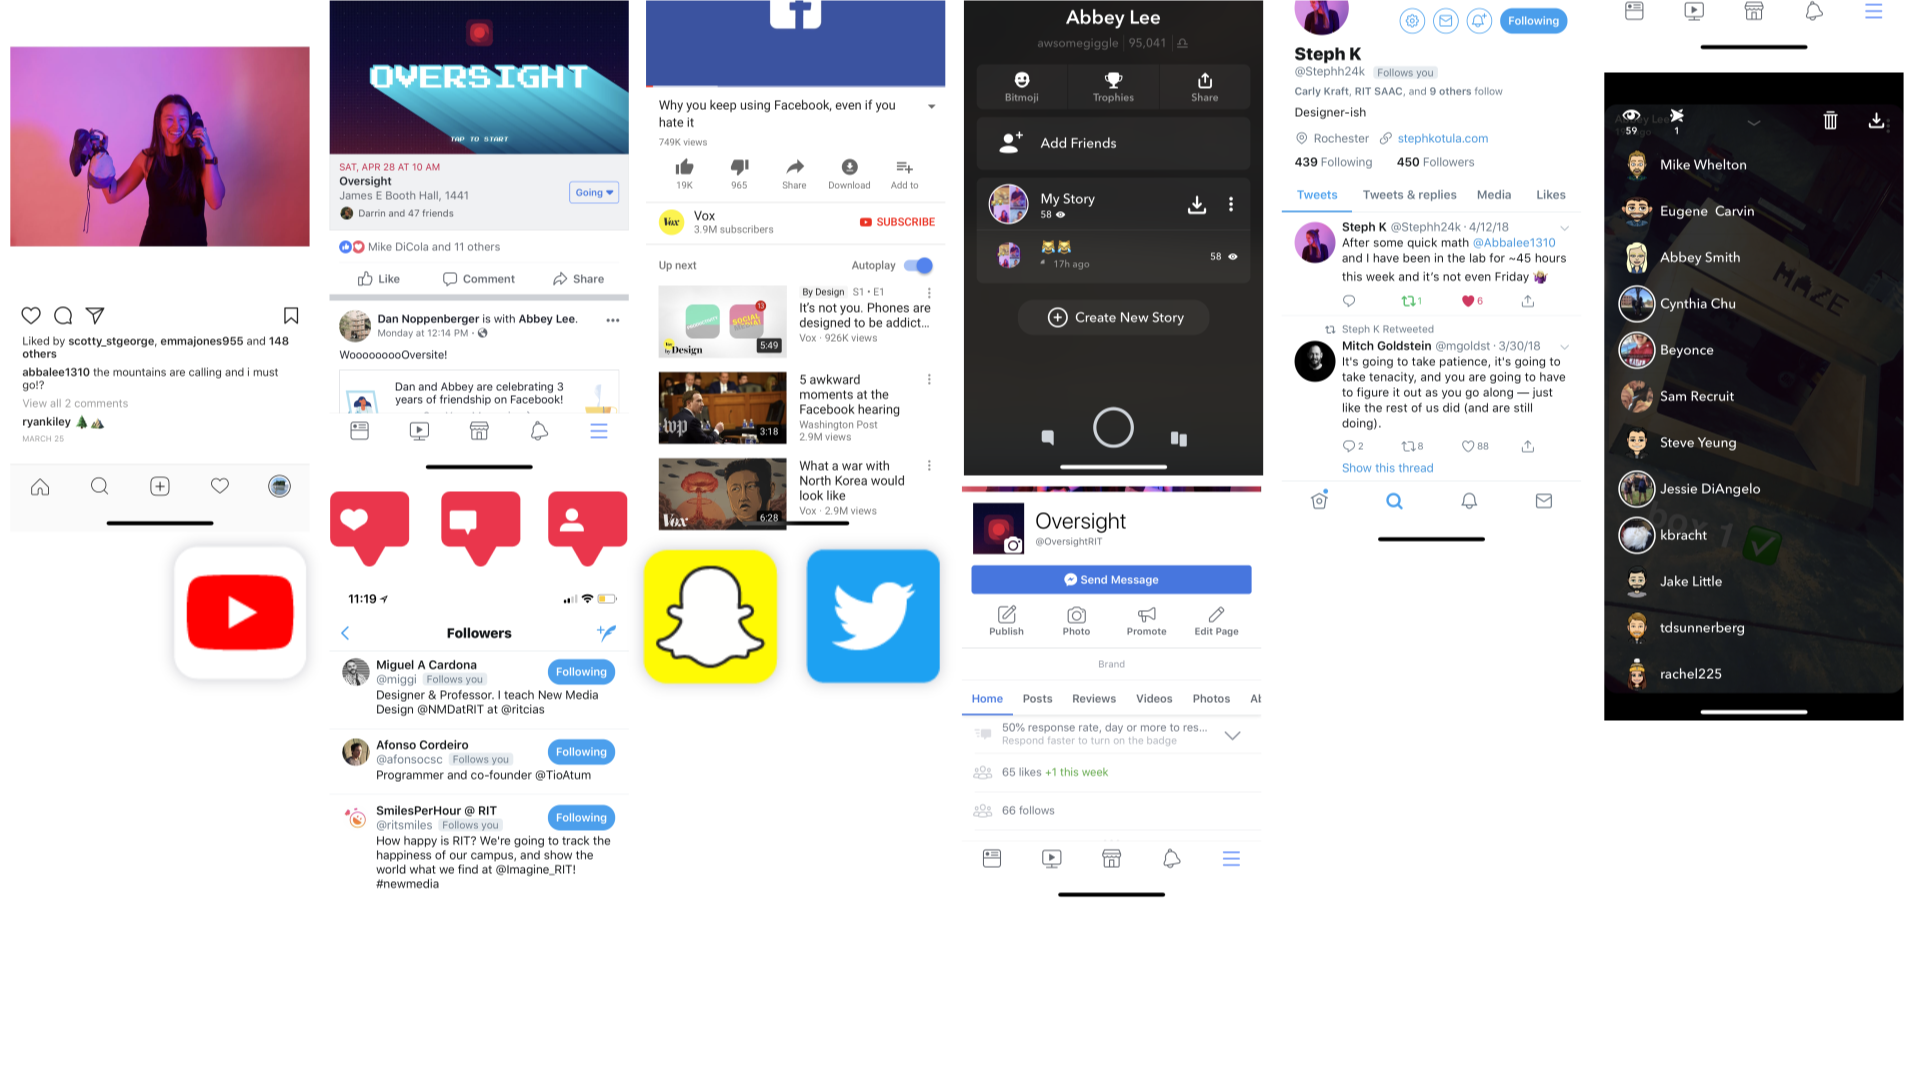 Liked by scotty_stgeorge, emmajones955 and 148
others
abbalee1310 the mountains are calling and i must
go!?
View all 2 comments
ryankiley
MARCH 25
OVERSIGHT
TAP TO START
SAT, APR 28 AT 10 AM
Oversight
James E Booth Hall, 1441
Going
Darrin and 47 friends
Mike DiCola and 11 others
Like
Comment
Share
Dan Noppenberger is with Abbey Lee.
Monday at 12:14 PM
WooooooooOversite!
Dan and Abbey are celebrating 3
years of friendship on Facebook!
11:19
Followers
Miguel A Cardona
@miggi Follows you
Following
Designer & Professor. I teach New Media
Design @NMDatRIT at @ritcias
Afonso Cordeiro
@afonsocsc Follows you
Following
Programmer and co-founder @TioAtum
SmilesPerHour @ RIT
@ritsmiles Follows you
Following
How happy is RIT? We're going to track the
happiness of our campus, and show the
world what we find at @Imagine_RIT!
#newmedia
Why you keep using Facebook, even if you
hate it
749K views
19K
965
Share
Download
Add to
Vox
Vox
3.9M subscribers
SUBSCRIBE
Up next
Autoplay
by Design
5:49
By Design S1 • E1
It's not you. Phones are
designed to be addict...
Vox · 926K views
wp
3:18
5 awkward
moments at the
Facebook hearing
Washington Post
2.9M views
Vox
6:28
What a war with
North Korea would
look like
Vox · 2.9M views
Abbey Lee
awsomegiggle 95,041
Bitmoji
Trophies
Share
Add Friends
My Story
58
17h ago
58
Create New Story
Oversight
@OversightRIT
Send Message
Publish
Photo
Promote
Edit Page
Brand
Home
Posts
Reviews
Videos
Photos
Ab
50% response rate, day or more to res...
Respond faster to turn on the badge
65 likes +1 this week
66 follows
Following
Steph K
@Stephh24k Follows you
Carly Kraft, RIT SAAC, and 9 others follow
Designer-ish
Rochester stephkotula.com
439 Following 450 Followers
Tweets
Tweets & replies
Media
Likes
Steph K @Stephh24k · 4/12/18
After some quick math @Abbalee1310
and I have been in the lab for ~45 hours
this week and it's not even Friday
1
6
Steph K Retweeted
Mitch Goldstein @mgoldst · 3/30/18
It's going to take patience, it's going to
take tenacity, and you are going to have
to figure it out as you go along — just
like the rest of us did (and are still
doing).
2
8
88
Show this thread
59
1
MAZE
Mike Whelton
Eugene Carvin
Abbey Smith
Cynthia Chu
Beyonce
Sam Recruit
Steve Yeung
Jessie DiAngelo
box 1
kbracht
Jake Little
tdsunnerberg
rachel225